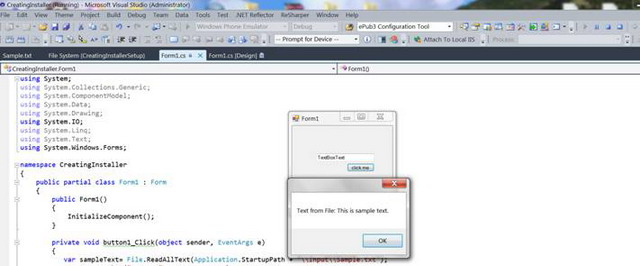 CreatingInstaller (Running) - Microsoft Visual Studio (Administrator)
File Edit View Project Build Debug Team Data Tools Test .NET Reflector ReSharper Window Help
Windows Phone Emulator Debug ePub3 Configuration Tool
Prompt for Device Attach To Local IIS
Sample.txt File System (CreatingInstallerSetup) Form1.cs Form1.cs [Design]
CreatingInstaller.Form1 Form1()
using System;
using System.Collections.Generic;
using System.ComponentModel;
using System.Data;
using System.Drawing;
using System.IO;
using System.Linq;
using System.Text;
using System.Windows.Forms;
namespace CreatingInstaller
{
public partial class Form1 : Form
{
public Form1()
{
InitializeComponent();
}
private void button1_Click(object sender, EventArgs e)
{
var sampleText= File.ReadAllText(Application.StartupPath + "\\Input\\Sample.txt");
Form1
TextBoxText
click me
Text from File: This is sample text.
OK